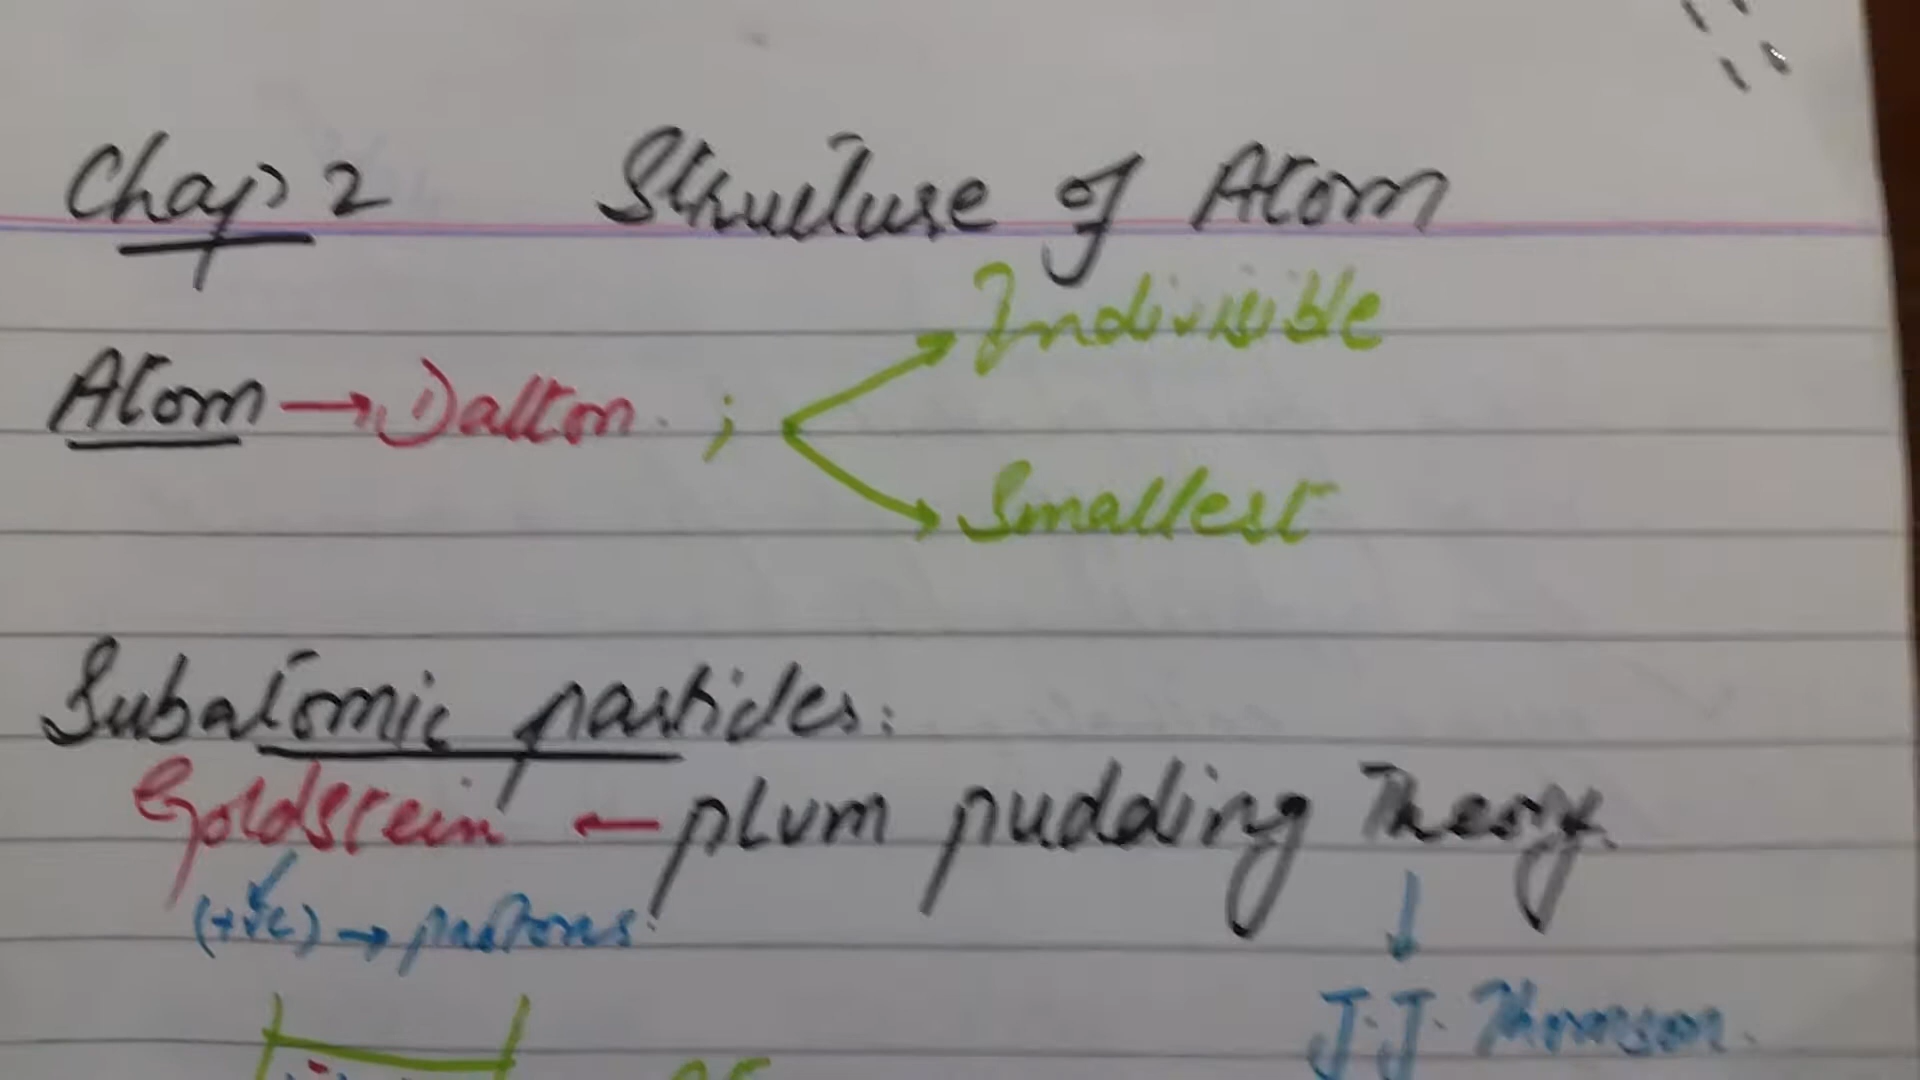 Chap 2 Structure of Atom
Indivisible
Atom → Dalton. ;
Smallest
Subatomic particles:
Goldstein ← plum pudding Theory.
(+ve) → protons.
J.J. Thomson.